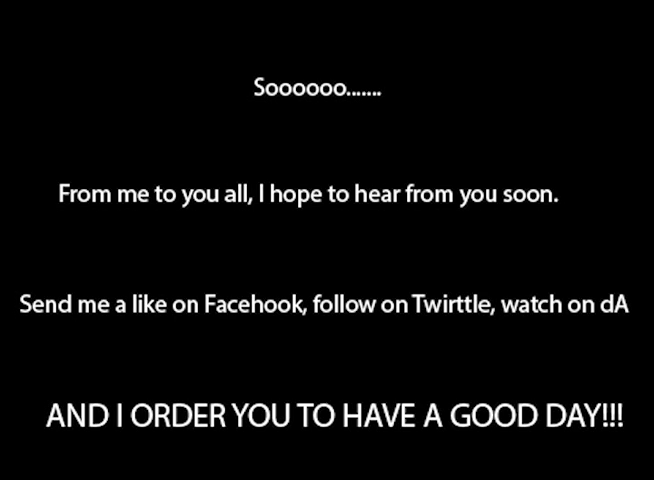 Soooooo.......
From me to you all, I hope to hear from you soon.
Send me a like on Facehook, follow on Twirttle, watch on dA
AND I ORDER YOU TO HAVE A GOOD DAY!!!